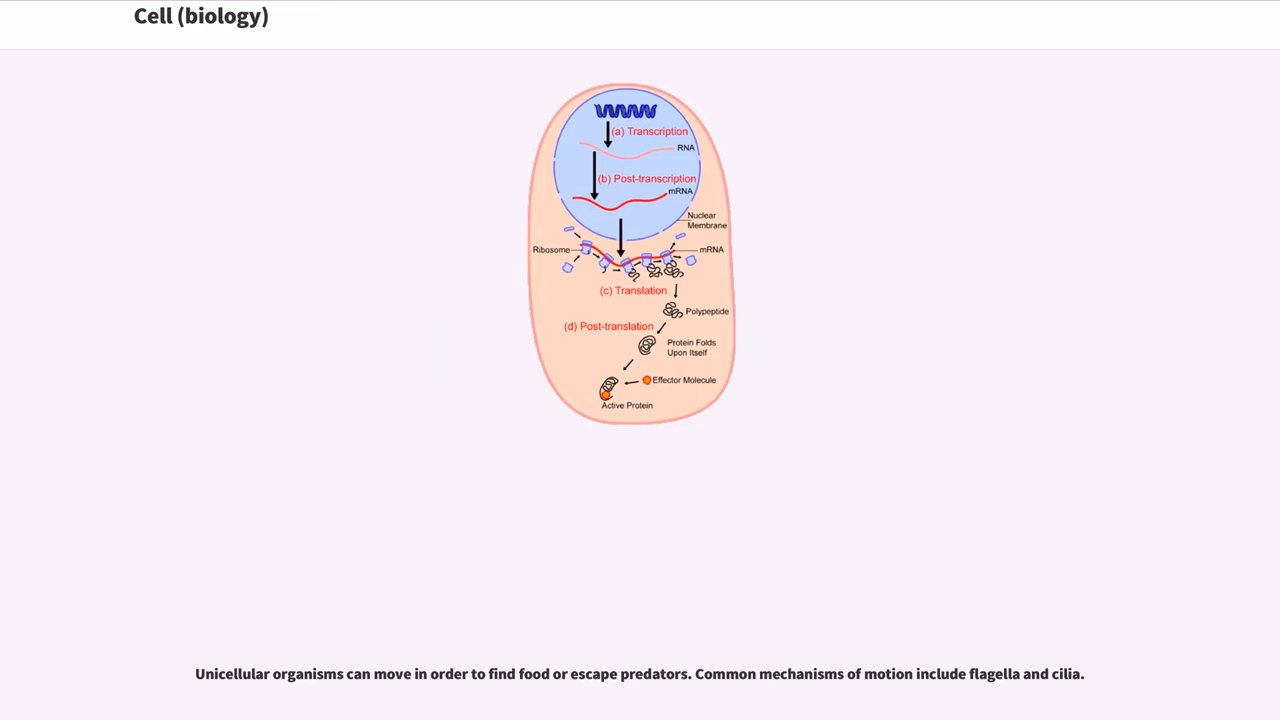 Cell (biology)
(a) Transcription
RNA
(b) Post-transcription
mRNA
Nuclear
Membrane
Ribosome
mRNA
(c) Translation
Polypeptide
(d) Post-translation
Protein Folds
Upon Itself
Effector Molecule
Active Protein
Unicellular organisms can move in order to find food or escape predators. Common mechanisms of motion include flagella and cilia.